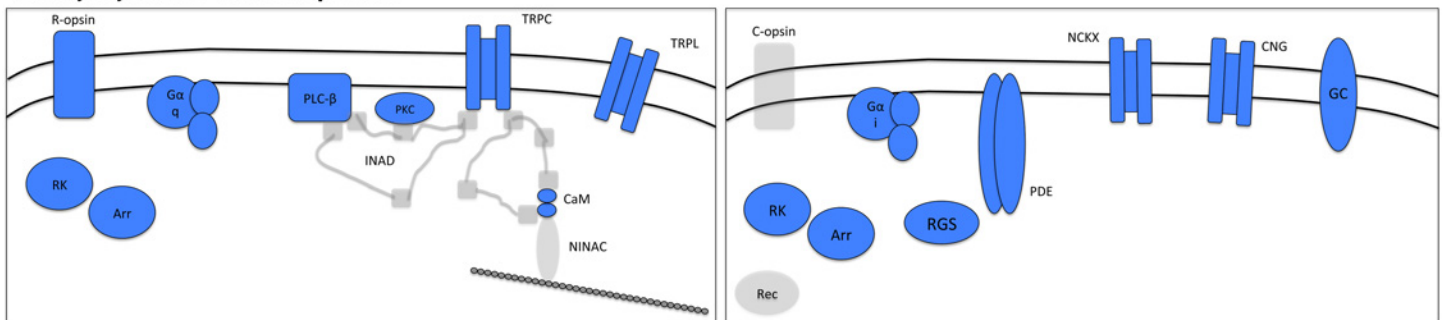 R-opsin
TRPC
TRPL
Gα
q
PLC-β
PKC
INAD
RK
Arr
CaM
NINAC
C-opsin
NCKX
CNG
GC
Gα
i
PDE
RK
Arr
RGS
Rec